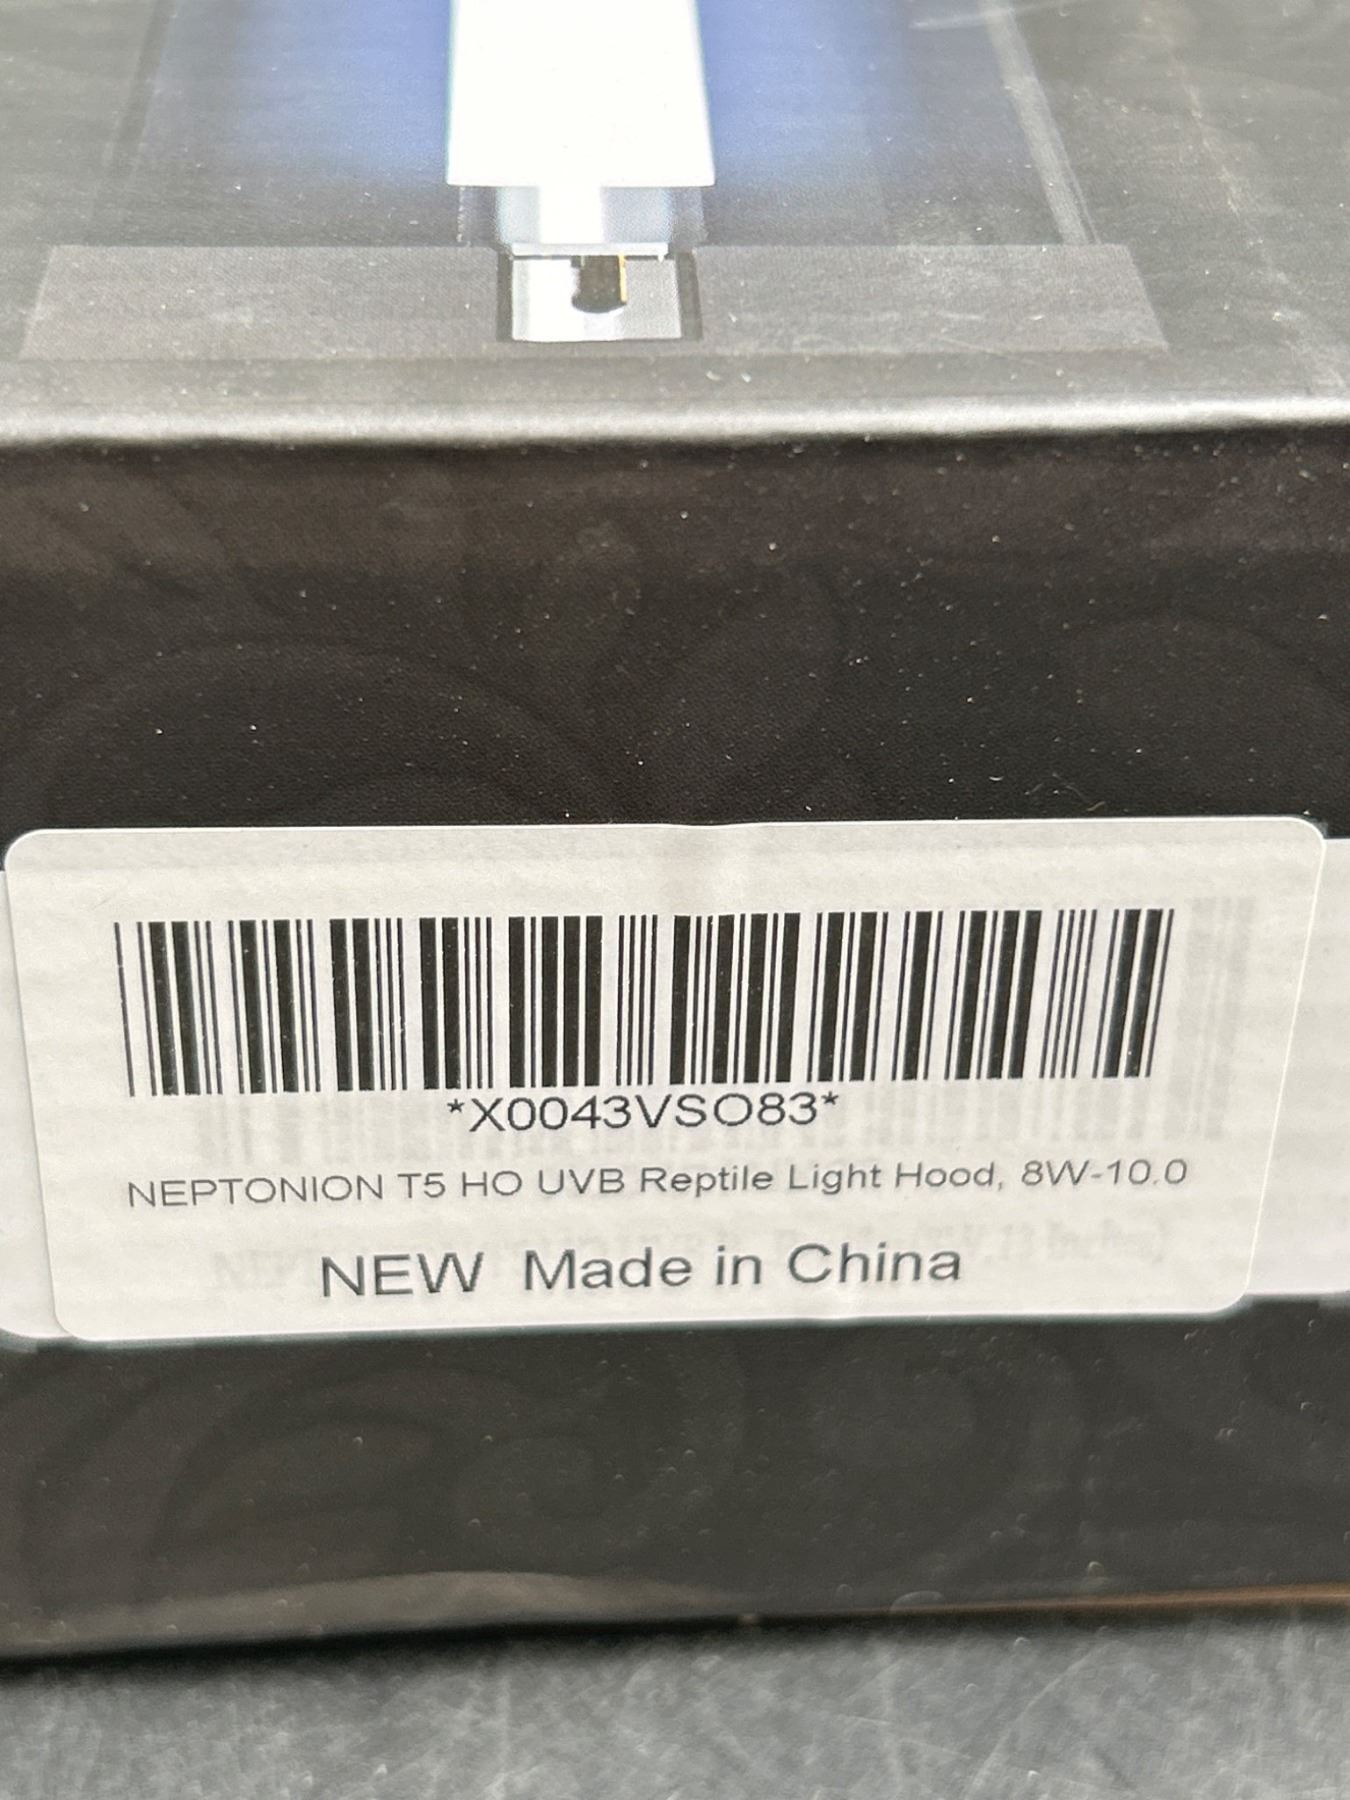 *X0043VSO83*
NEPTONION T5 HO UVB Reptile Light Hood, 8W-10.0
NEW Made in China